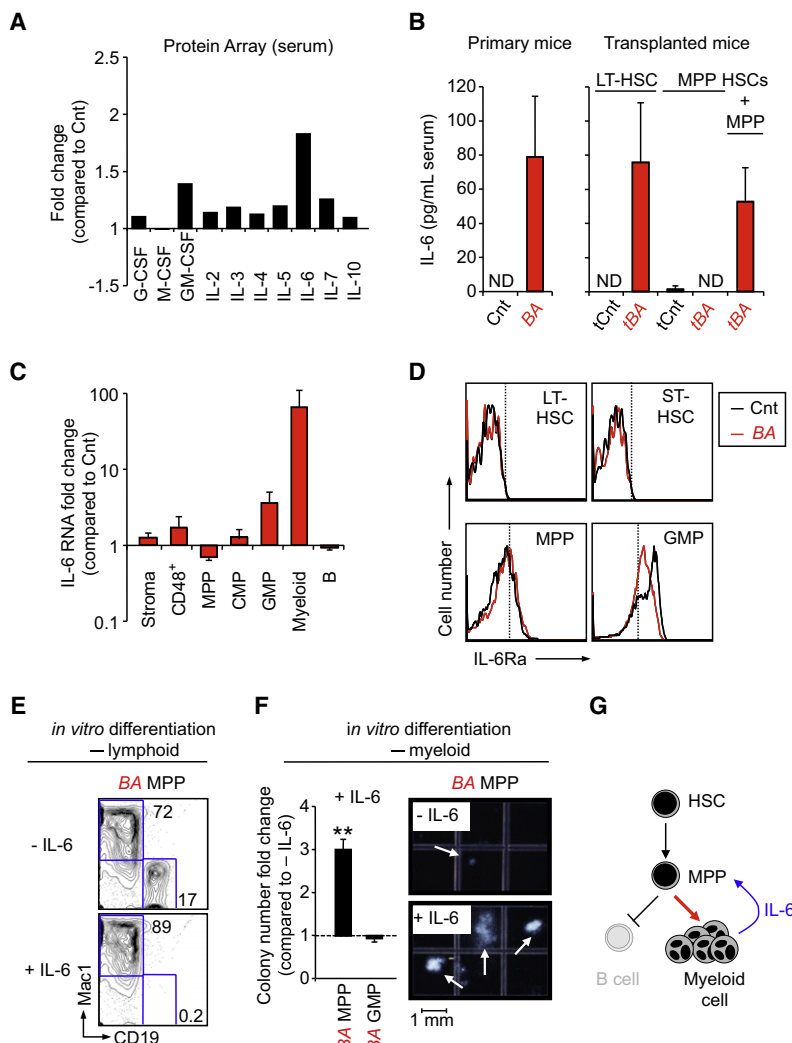 A
Protein Array (serum)
Fold change
(compared to Cnt)
2.5
2
1.5
1
-1.5
G-CSF
M-CSF
GM-CSF
IL-2
IL-3
IL-4
IL-5
IL-6
IL-7
IL-10
B
Primary mice
Transplanted mice
LT-HSC
MPP
HSCs
+
MPP
IL-6 (pg/mL serum)
120
100
80
60
40
20
0
ND
ND
ND
Cnt
BA
tCnt
tBA
tCnt
tBA
tBA
C
IL-6 RNA fold change
(compared to Cnt)
100
10
1
0.1
Stroma
CD48+
MPP
CMP
GMP
Myeloid
B
D
LT-
HSC
ST-
HSC
Cnt
BA
MPP
GMP
Cell number
IL-6Ra
E
in vitro differentiation
– lymphoid
BA MPP
- IL-6
72
17
+ IL-6
89
0.2
Mac1
CD19
F
in vitro differentiation
– myeloid
+ IL-6
BA MPP
Colony number fold change
(compared to – IL-6)
4
3
2
1
0
**
BA MPP
BA GMP
- IL-6
+ IL-6
1 mm
G
HSC
MPP
IL-6
B cell
Myeloid
cell